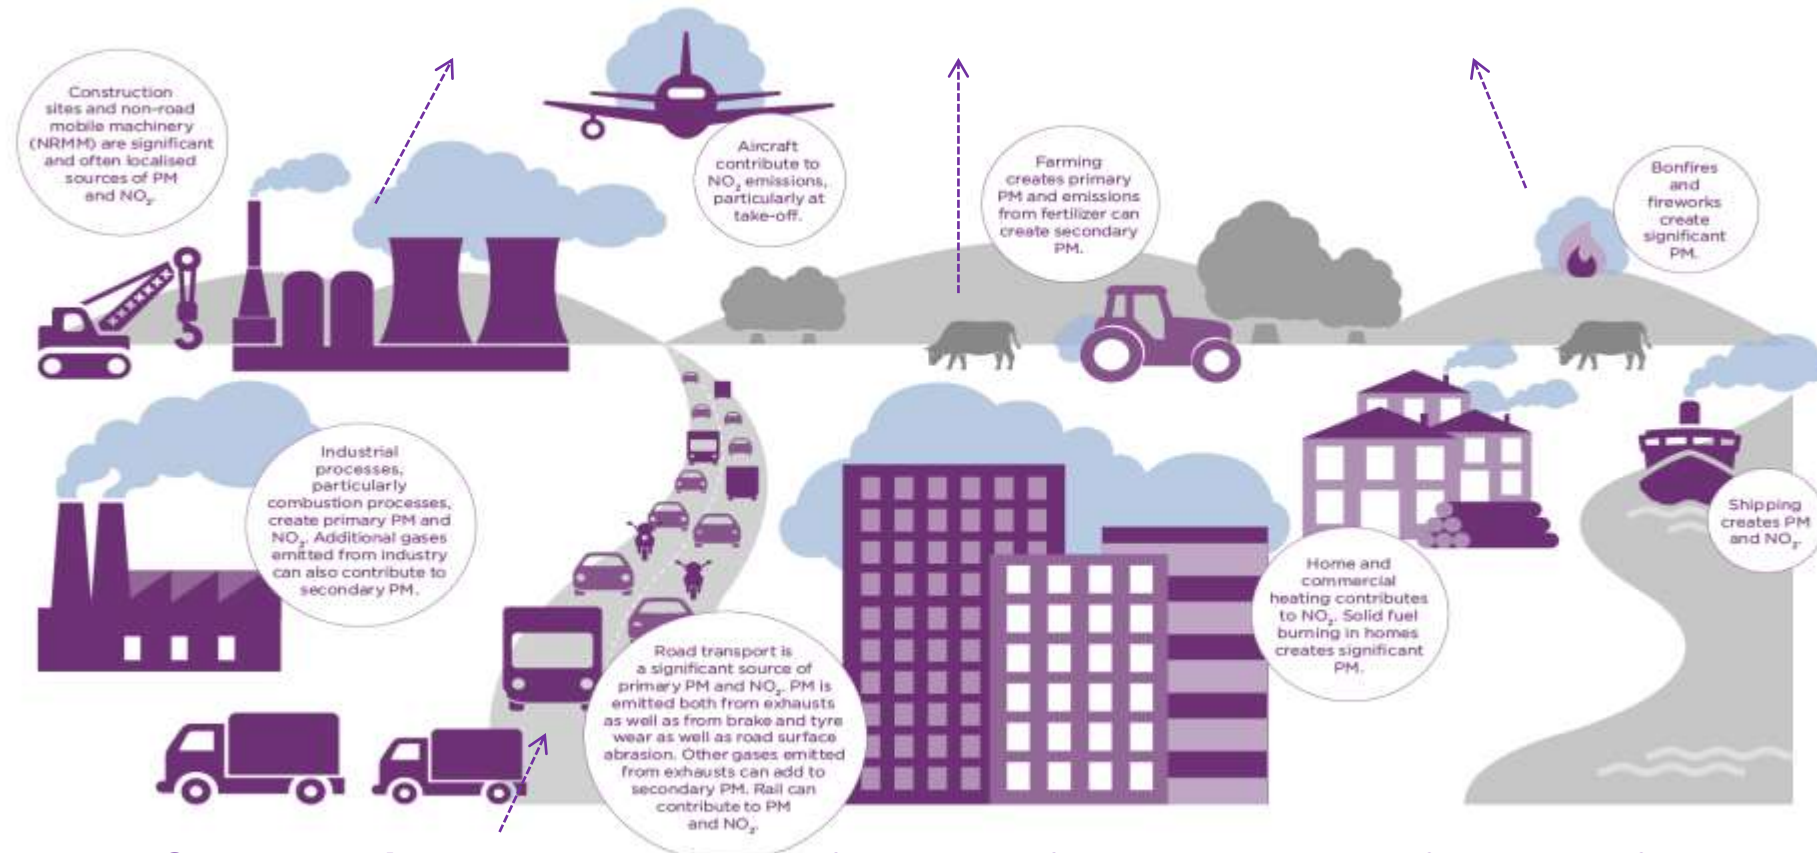 Construction
sites and non-road
mobile machinery
(NRMM) are significant
and often localised
sources of PM
and NO₂.
Aircraft
contribute to
NO₂ emissions,
particularly at
take-off.
Farming
creates primary
PM and emissions
from fertilizer can
create secondary
PM.
Bonfires
and
fireworks
create
significant
PM.
Industrial
processes,
particularly
combustion processes,
create primary PM and
NO₂. Additional gases
emitted from industry
can also contribute to
secondary PM.
Road transport is
a significant source of
primary PM and NO₂. PM is
emitted both from exhausts
as well as from brake and tyre
wear as well as road surface
abrasion. Other gases emitted
from exhausts can add to
secondary PM. Rail can
contribute to PM
and NO₂.
Home and
commercial
heating contributes
to NO₂. Solid fuel
burning in homes
creates significant
PM.
Shipping
creates PM
and NO₂.